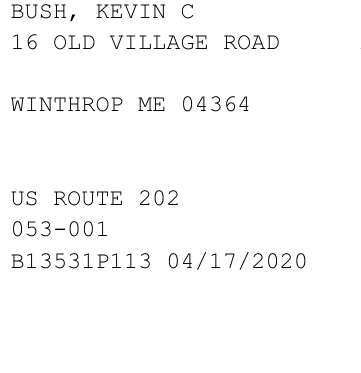 BUSH, KEVIN C
16 OLD VILLAGE ROAD
WINTHROP ME 04364
US ROUTE 202
053-001
B13531P113 04/17/2020